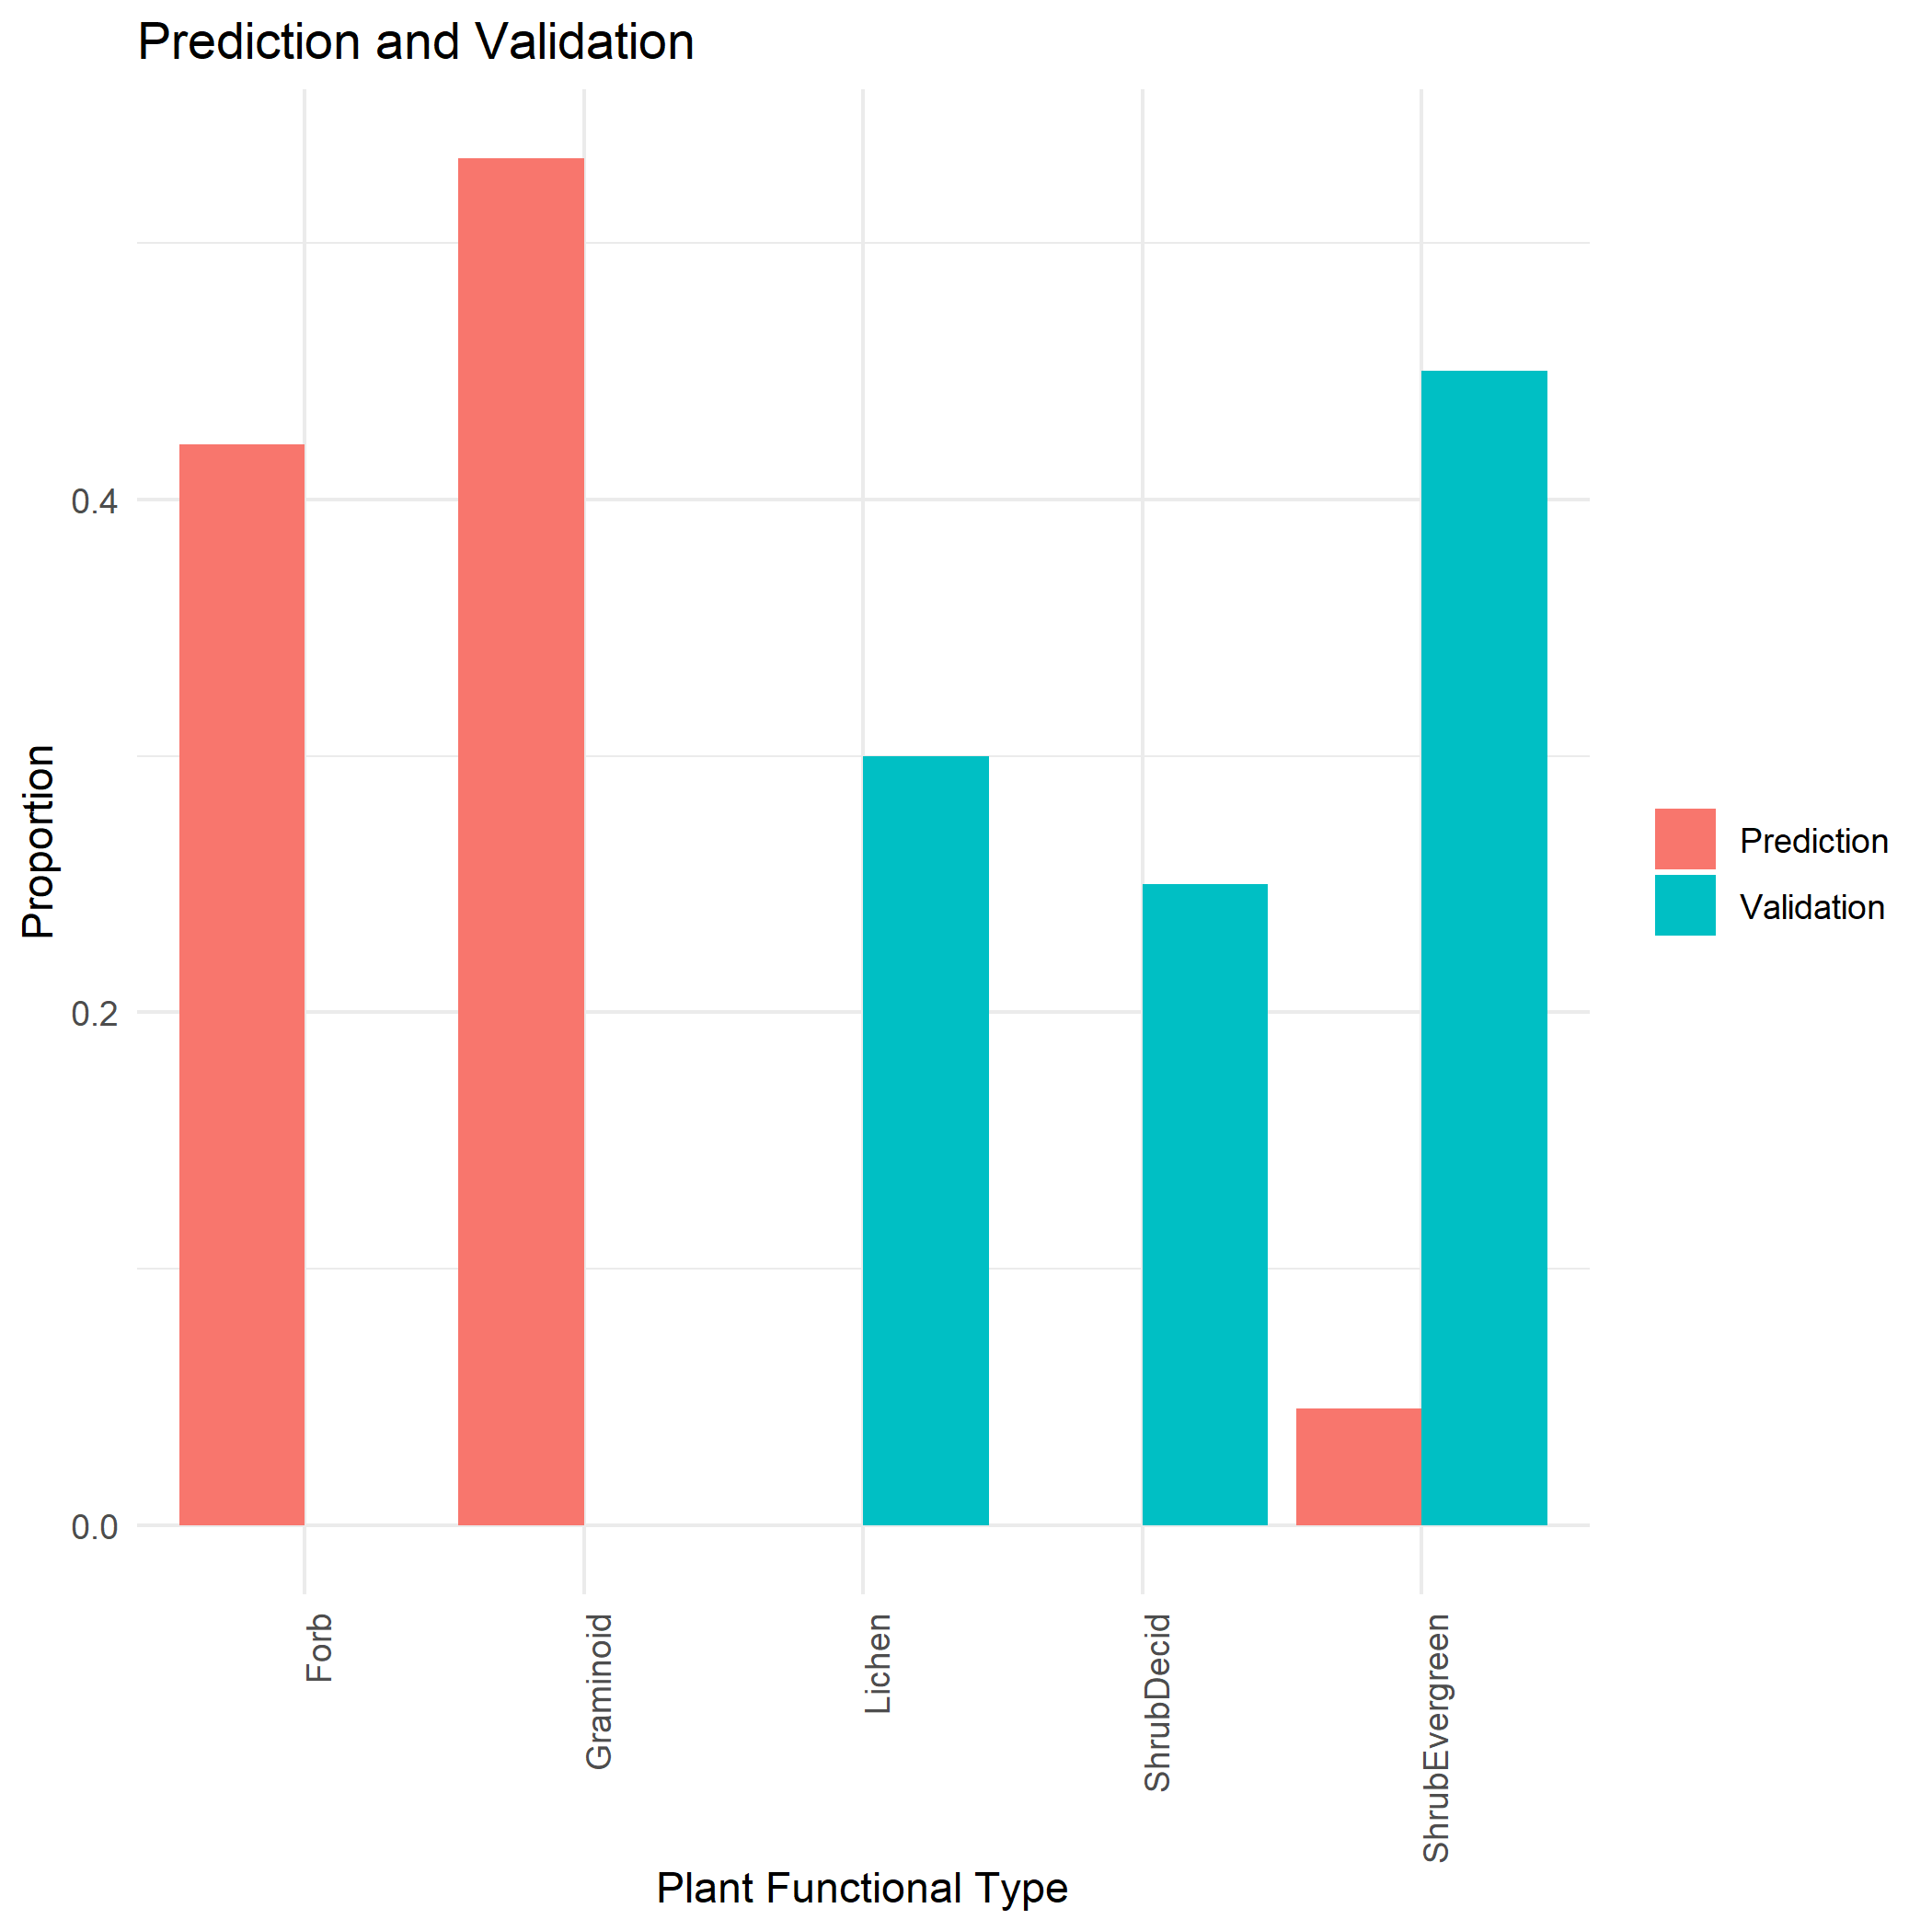 Prediction and Validation
Proportion
0.4
0.2
0.0
Forb
Graminoid
Lichen
ShrubDecid
ShrubEvergreen
Plant Functional Type
Prediction
Validation